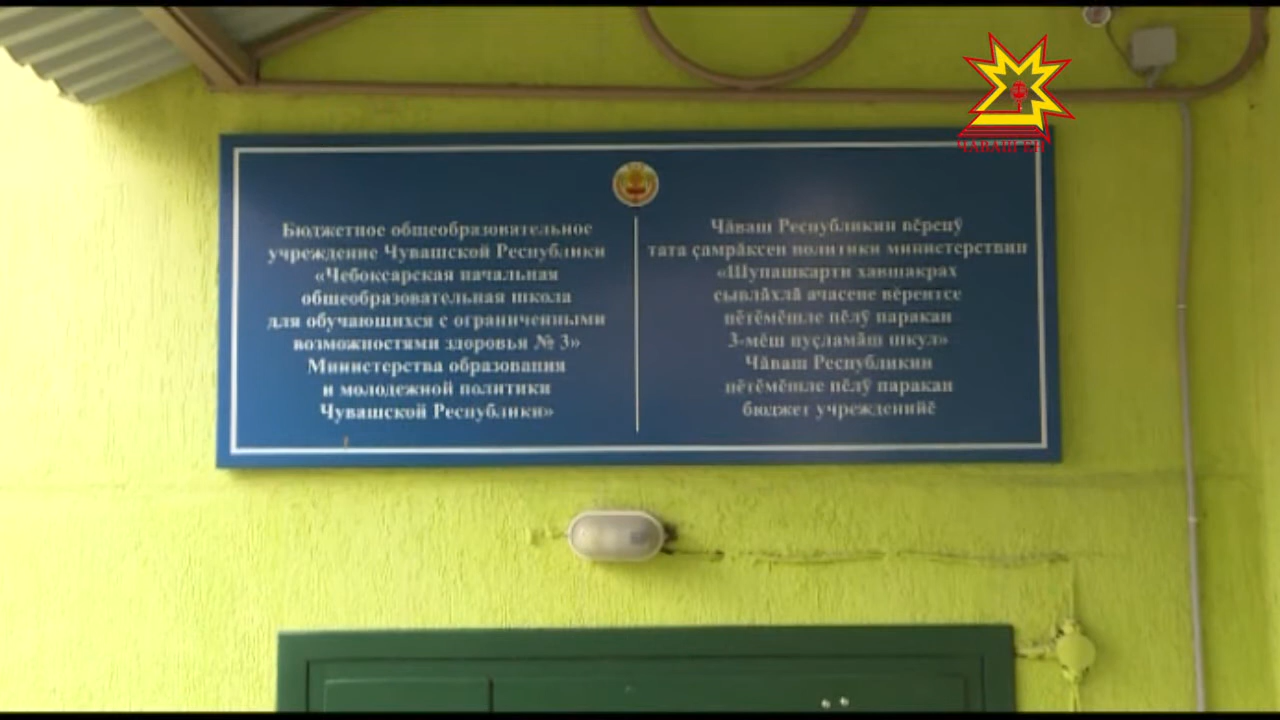 ЧӐВАШ ЕН
Бюджетное общеобразовательное
учреждение Чувашской Республики
«Чебоксарская начальная
общеобразовательная школа
для обучающихся с ограниченными
возможностями здоровья № 3»
Министерства образования
и молодежной политики
Чувашской Республики»
Чӑваш Республикин вӗренӳ
тата ҫамрӑксен политики министерствин
«Шупашкарти хавшакрах
сывлӑхлӑ ачасене вӗрентсе
пӗтӗмӗшле пӗлӳ паракан
3-мӗш пуҫламӑш шкул»
Чӑваш Республикин
пӗтӗмӗшле пӗлӳ паракан
бюджет учрежденийӗ